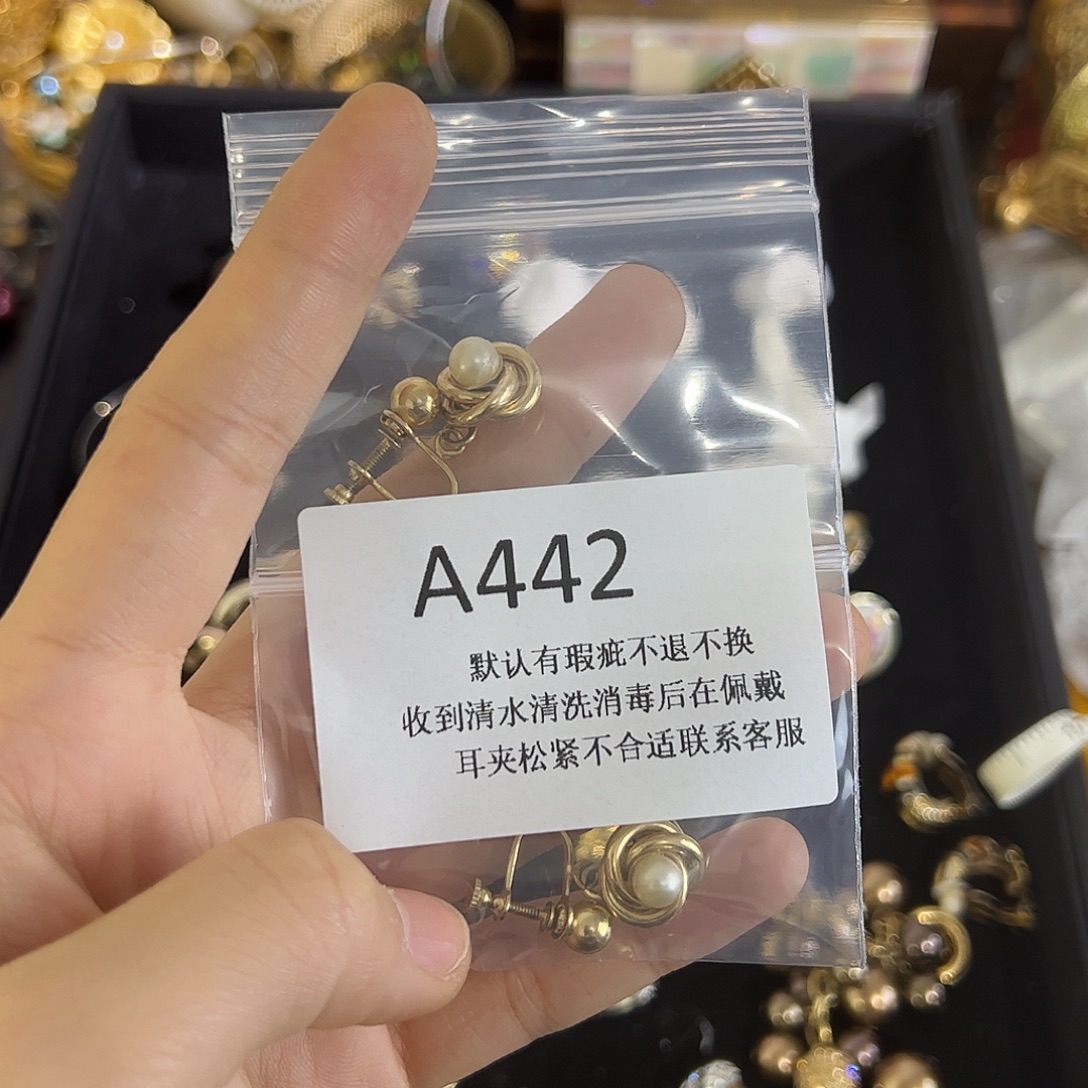 A442
默认有瑕疵不退不换
收到清水清洗消毒后在佩戴
耳夹松紧不合适联系客服